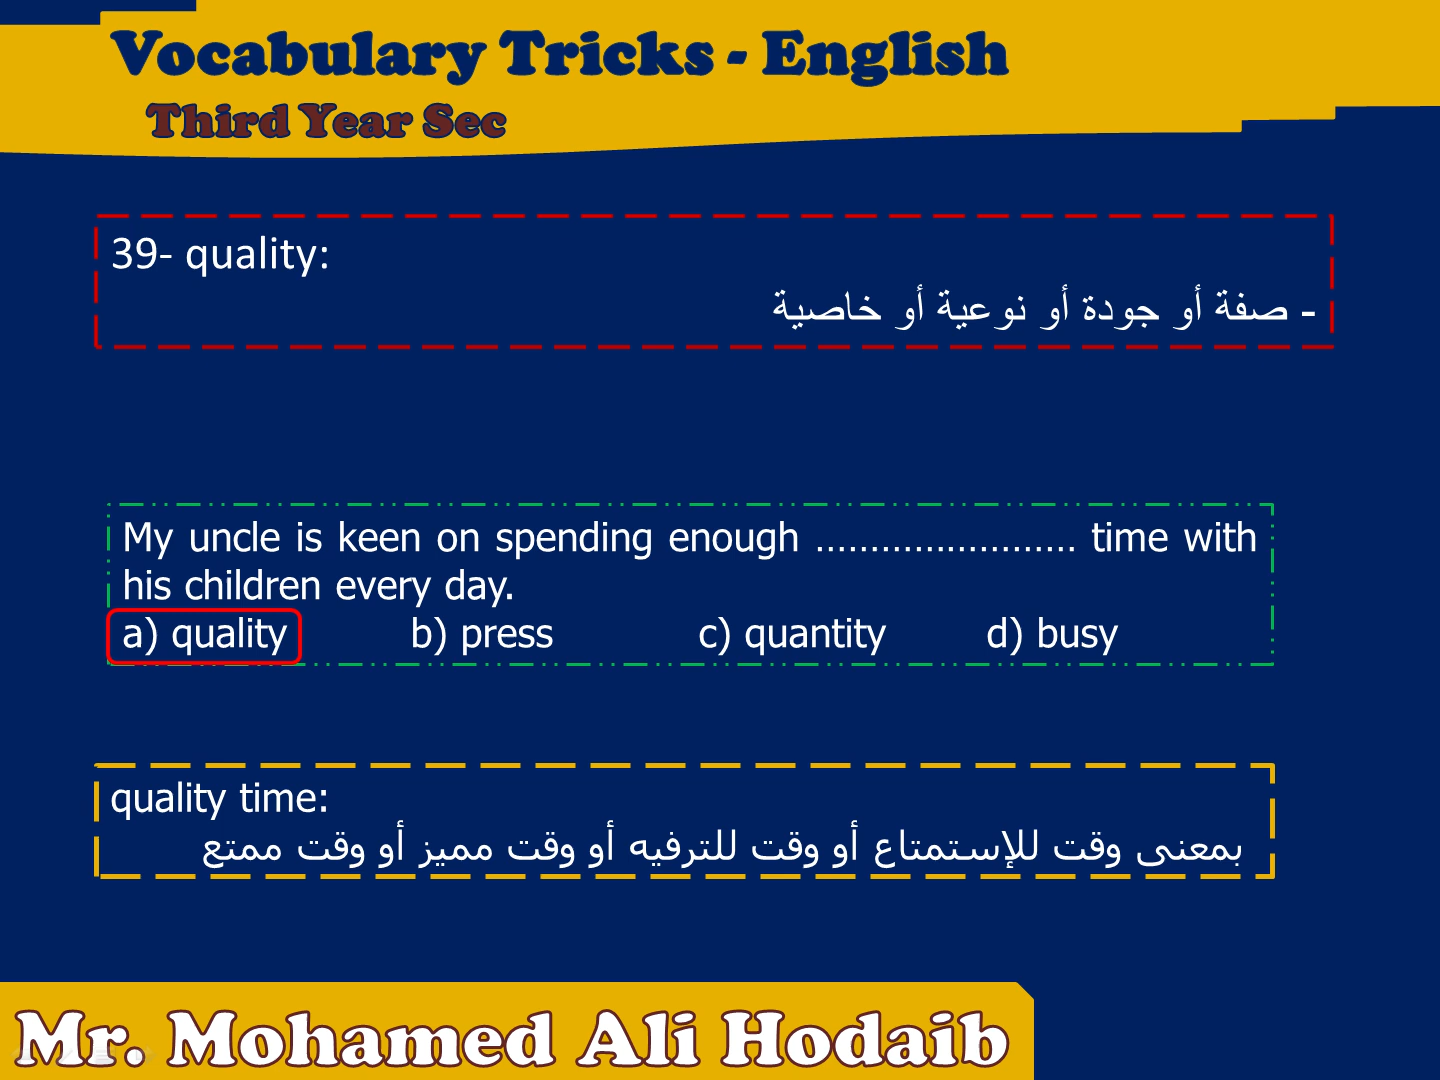 Vocabulary Tricks - English
Third Year Sec
39- quality:
- صفة أو جودة أو نوعية أو خاصية
My uncle is keen on spending enough …………………… time with
his children every day.
a) quality b) press c) quantity d) busy
quality time:
بمعنى وقت للإستمتاع أو وقت للترفيه أو وقت مميز أو وقت ممتع
Mr. Mohamed Ali Hodaib